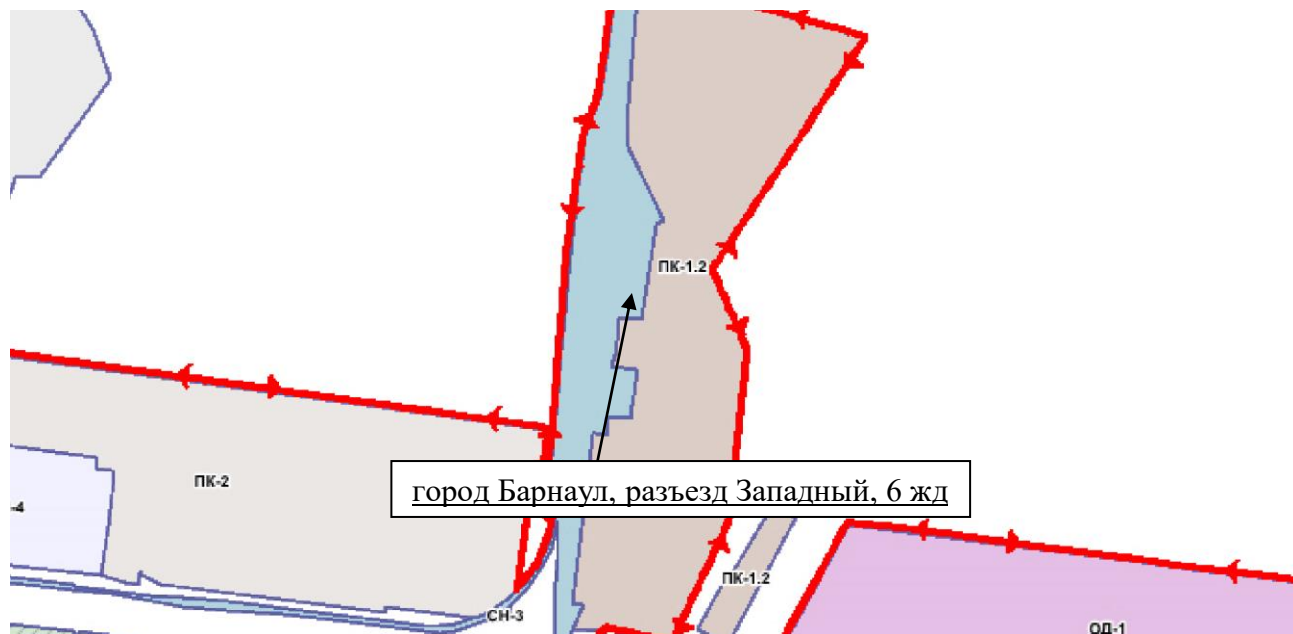 ПК-1.2
ПК-2
-4
город Барнаул, разъезд Западный, 6 жд
ПК-1.2
СН-3
ОД-1